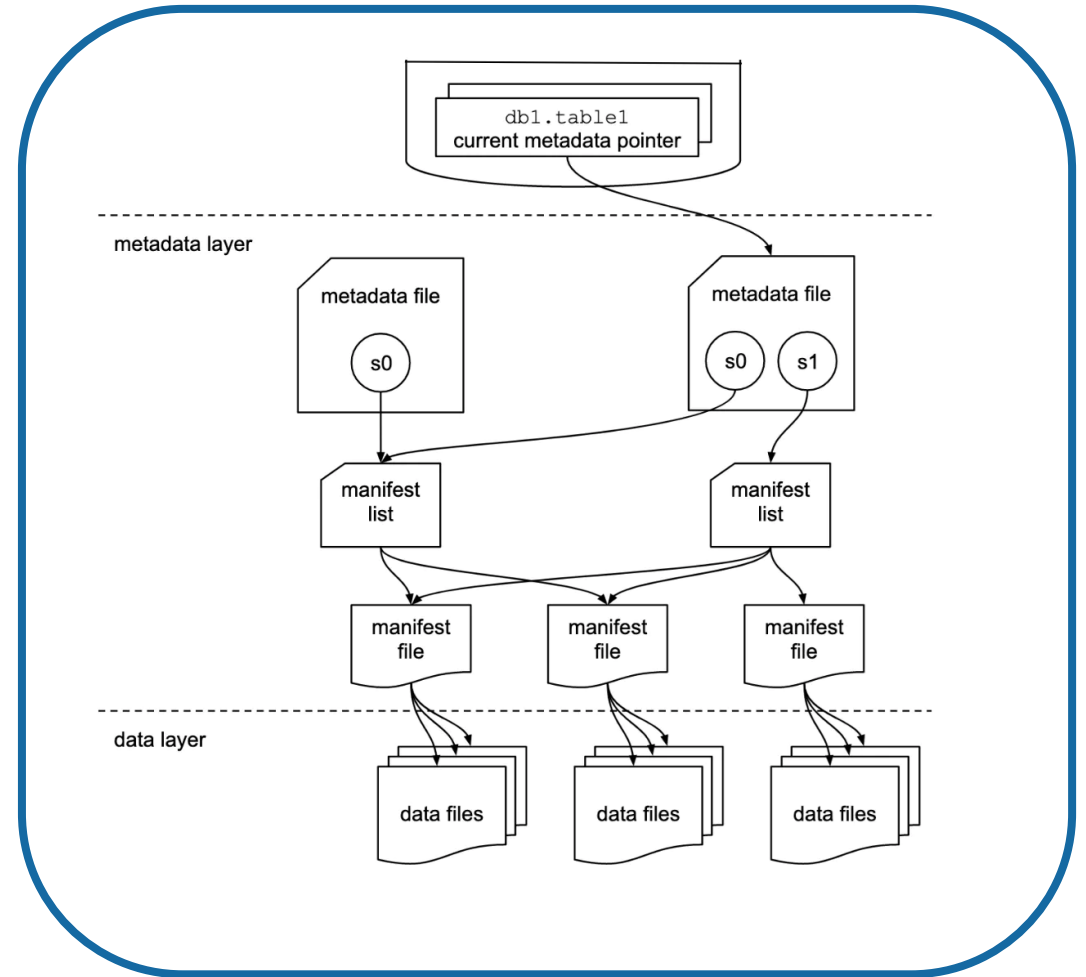 db1.table1
current metadata pointer
metadata layer
metadata file
s0
metadata file
s0
s1
manifest
list
manifest
list
manifest
file
manifest
file
manifest
file
data layer
data files
data files
data files